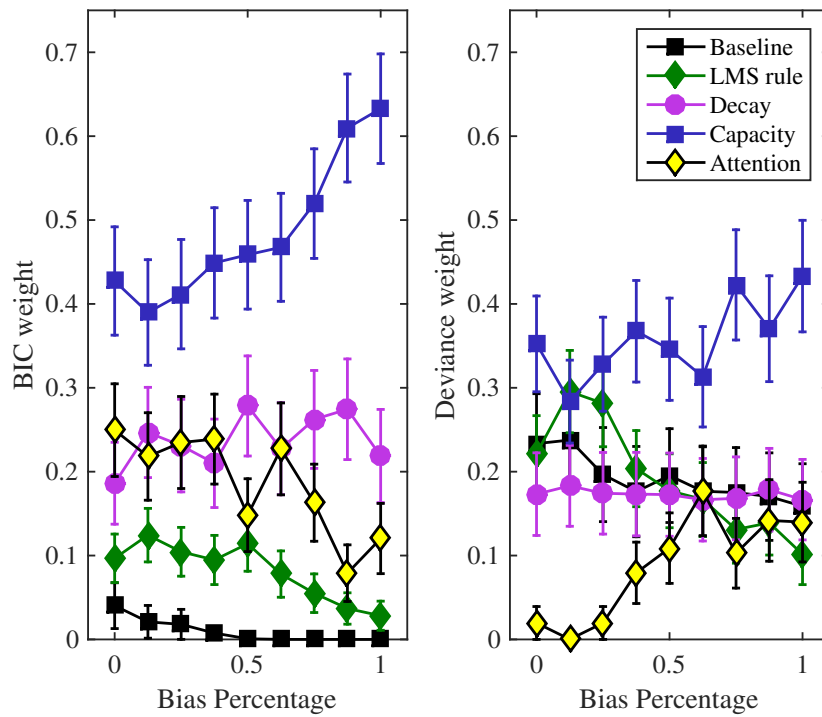 0.7
0.6
0.5
0.4
0.3
0.2
0.1
0
BIC weight
0 0.5 1
Bias Percentage
0.7
0.6
0.5
0.4
0.3
0.2
0.1
0
Deviance weight
0 0.5 1
Bias Percentage
Baseline
LMS rule
Decay
Capacity
Attention